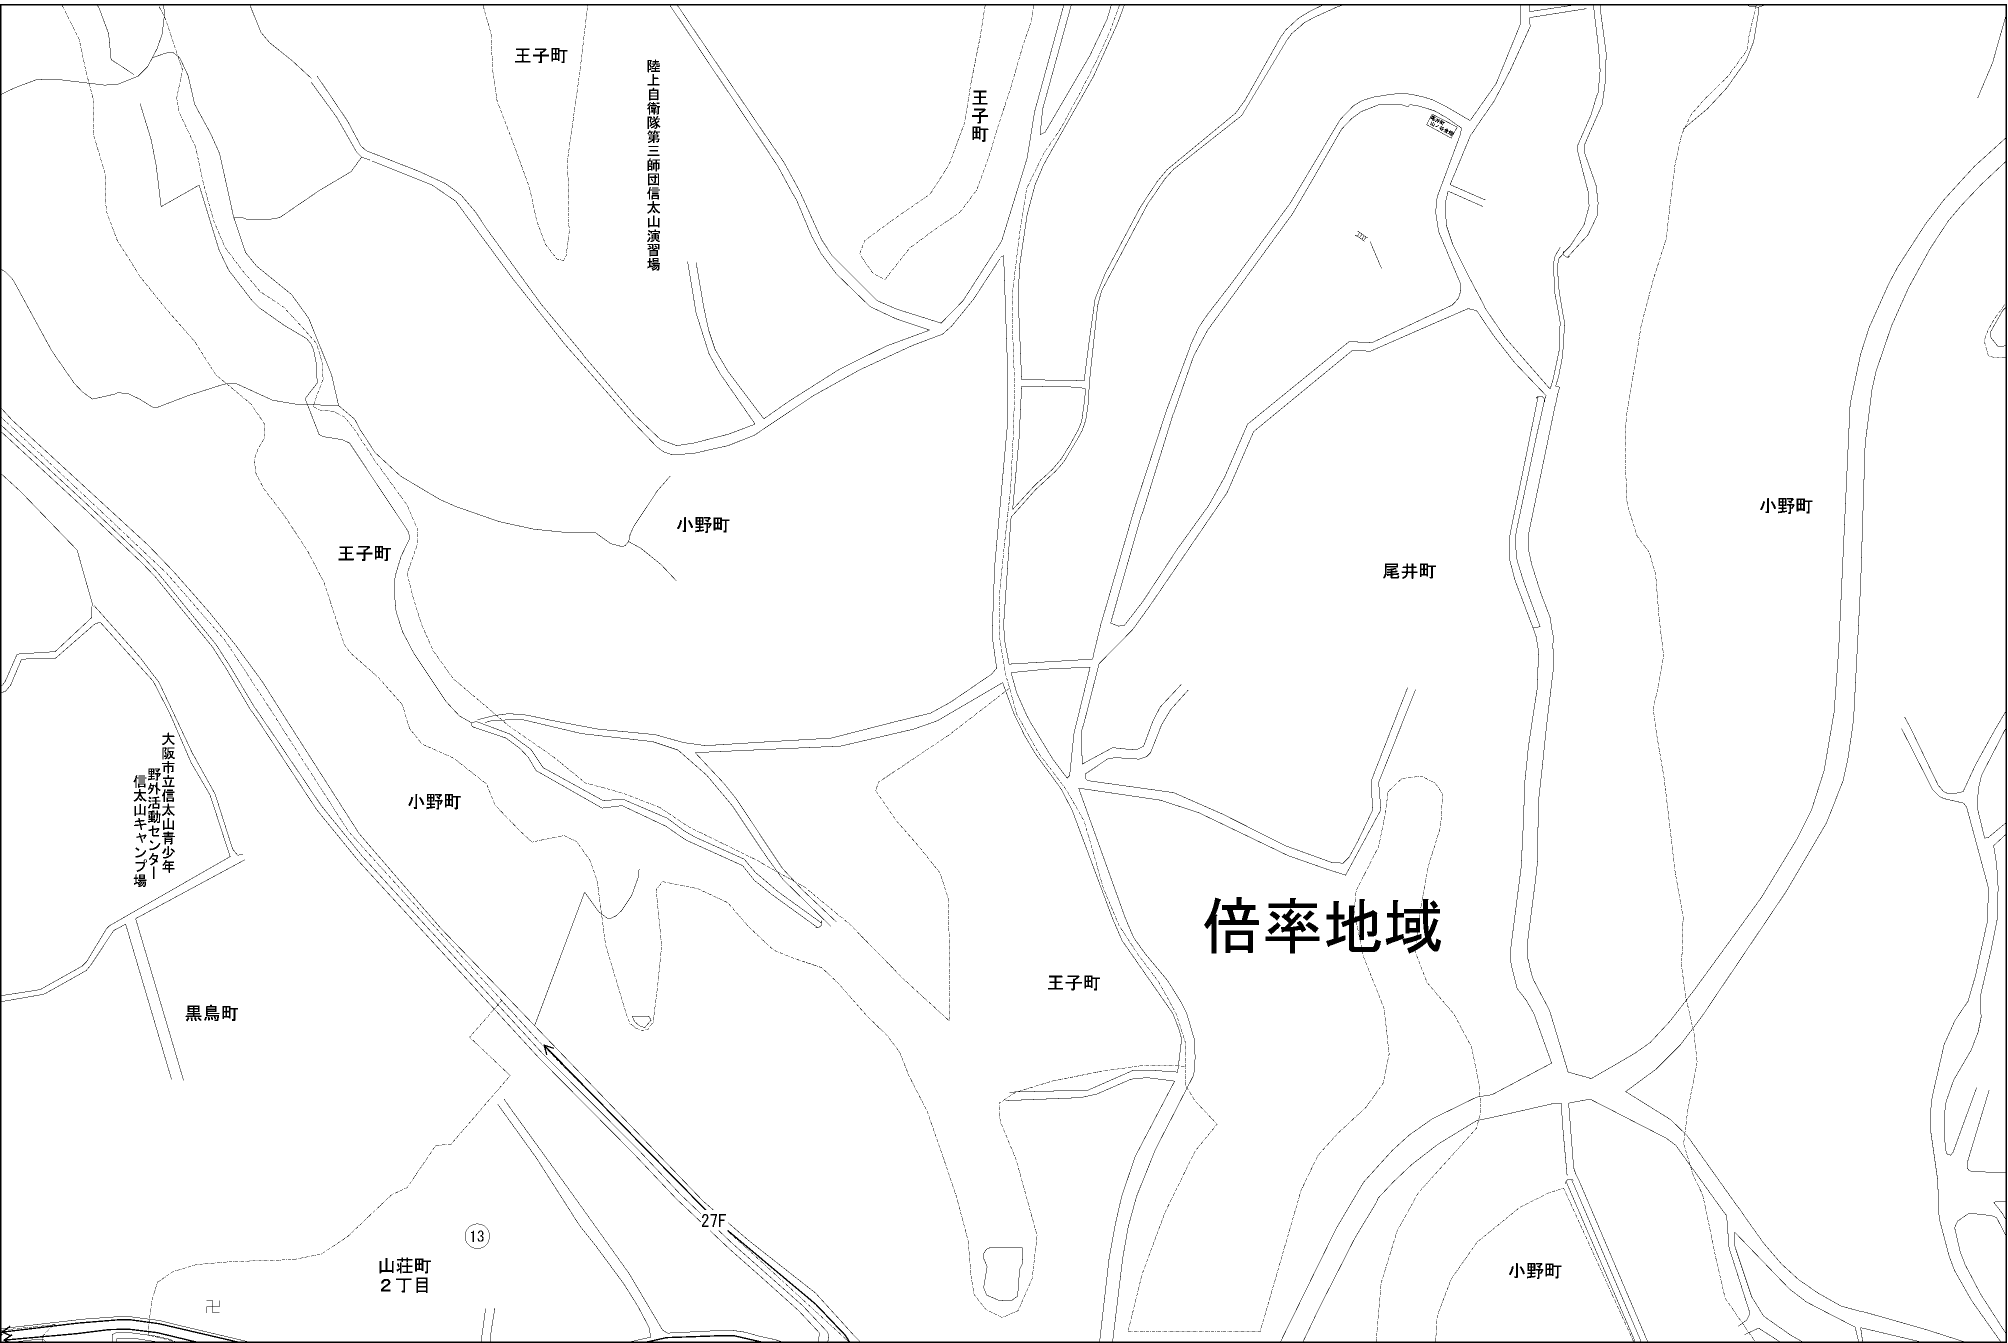 王子町
陸上自衛隊第三師団信太山演習場
王子町
小野町
小野町
王子町
尾井町
大阪市立信太山青少年
野外活動センター
信太山キャンプ場
小野町
倍率地域
王子町
黒鳥町
27F
13
山荘町
2丁目
小野町